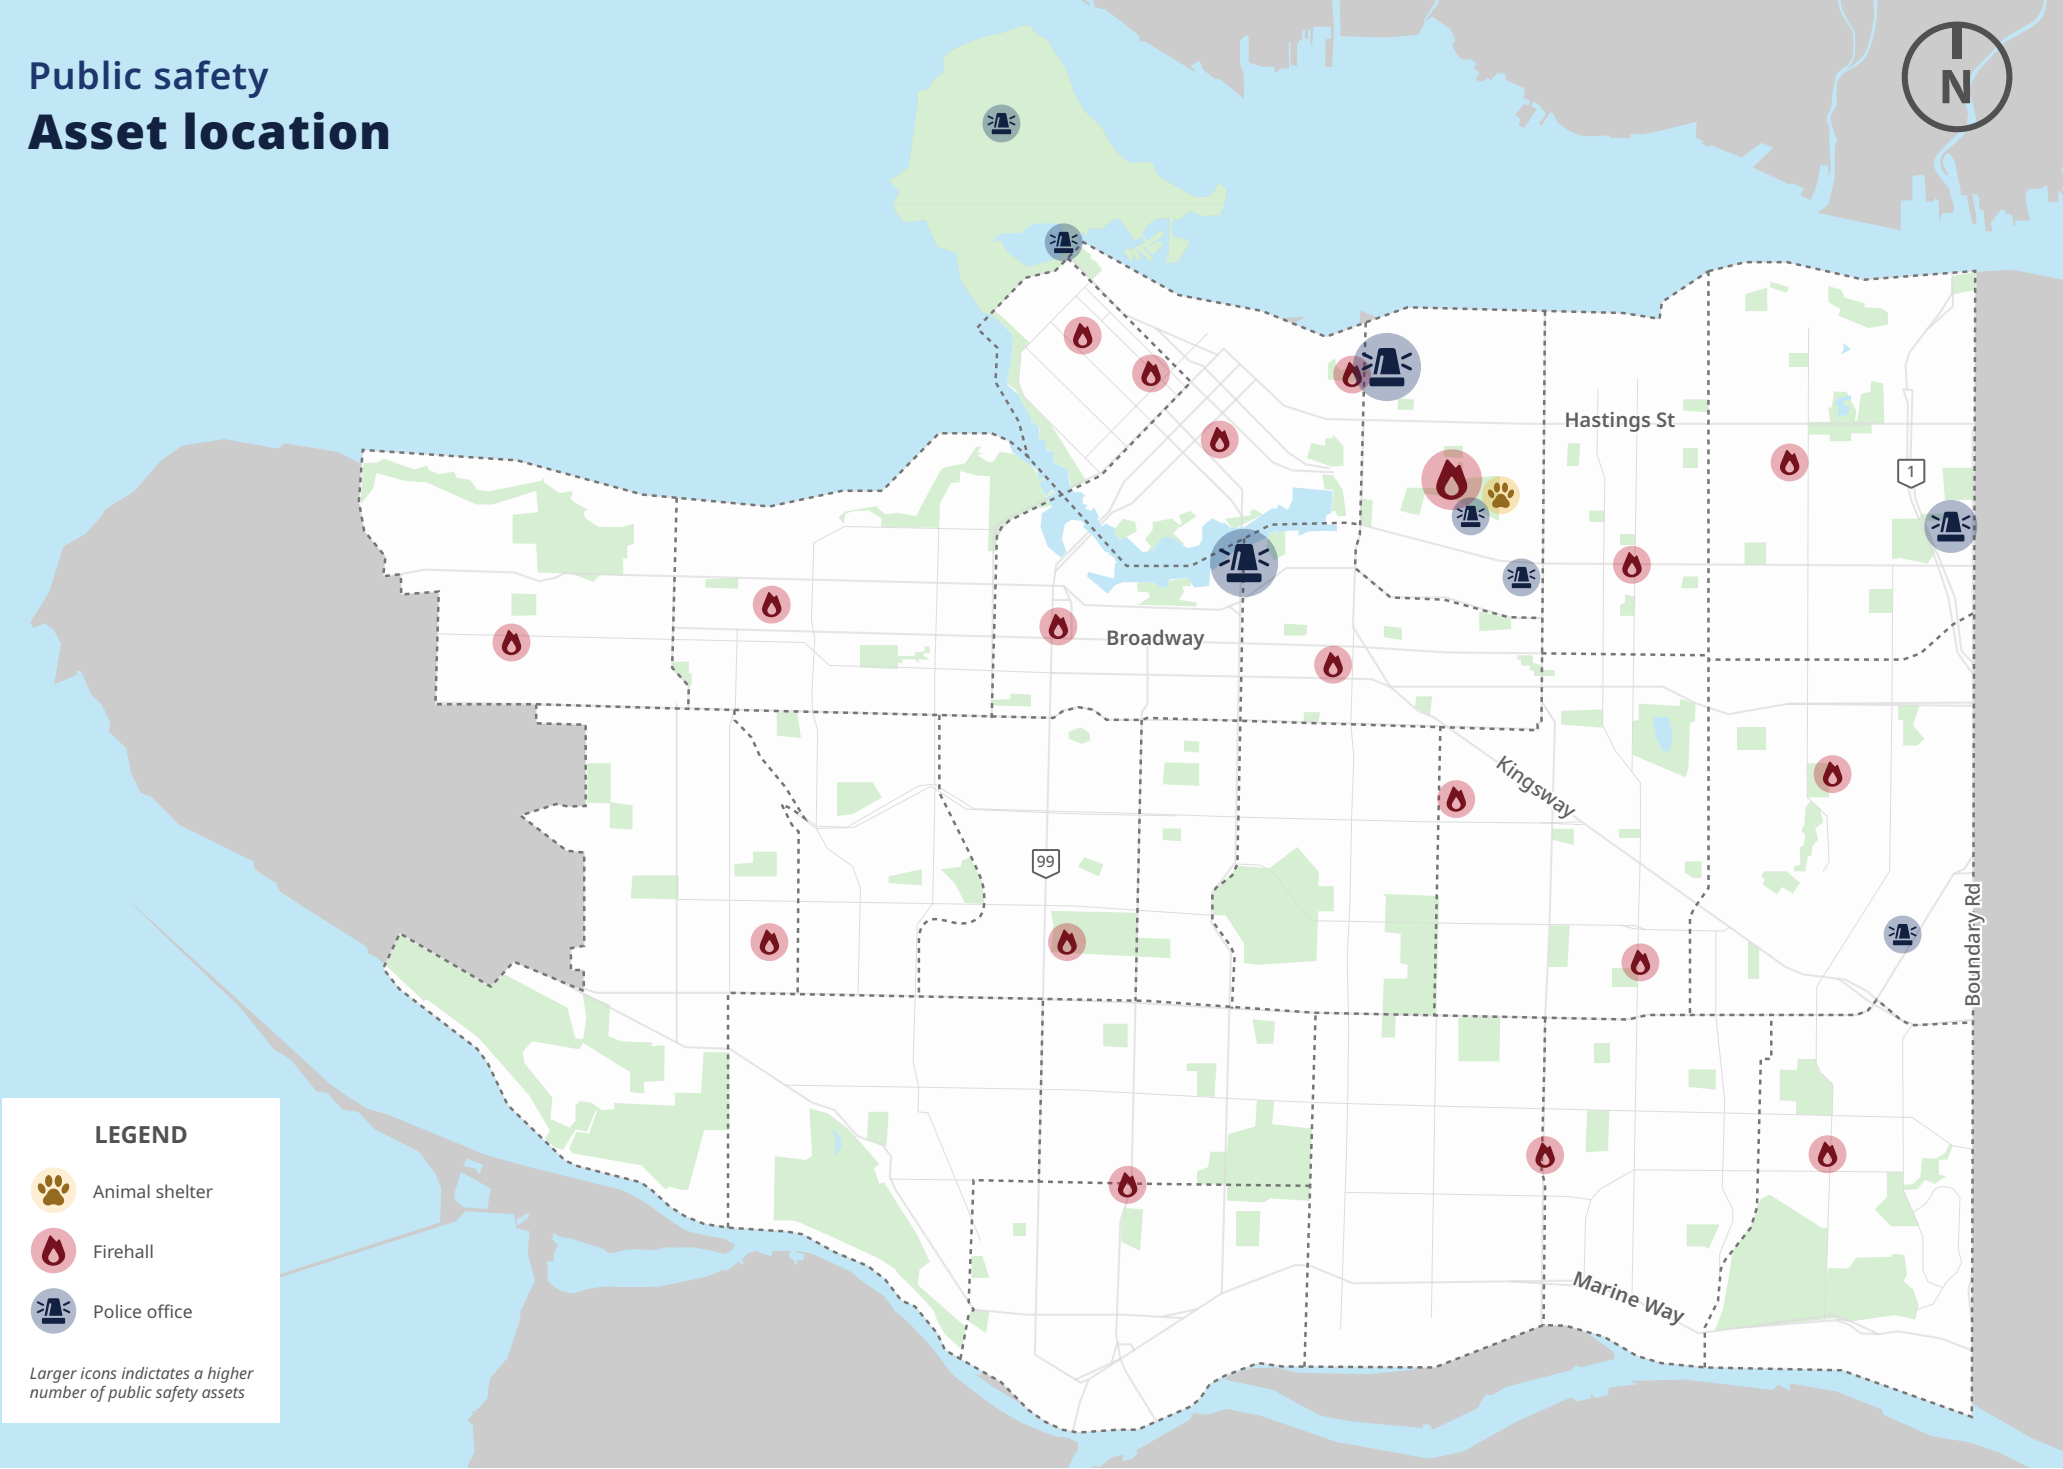 Public safety
Asset location
N
Hastings St
1
Broadway
Kingsway
99
Boundary Rd
Marine Way
LEGEND
Animal shelter
Firehall
Police office
Larger icons indictates a higher
number of public safety assets